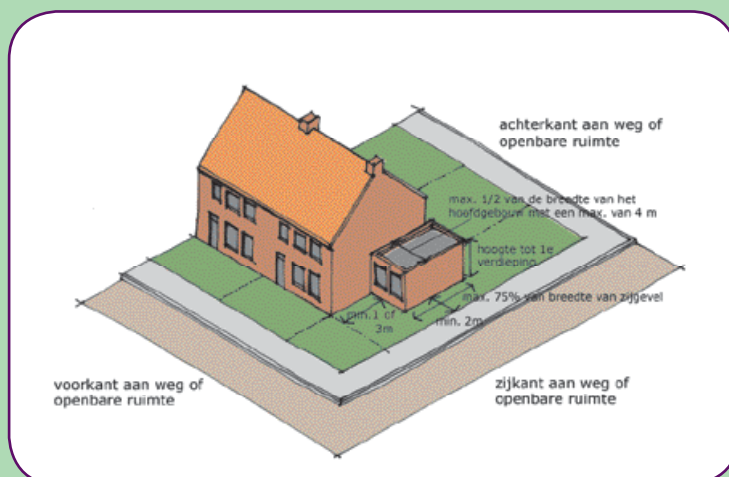 achterkant aan weg of
openbare ruimte
max. 1/2 van de breedte van het
hoofdgebouw met een max. van 4 m
hoogte tot 1e
verdieping
max. 75% van breedte van zijgevel
min.1 of
3m
min. 2m
voorkant aan weg of
openbare ruimte
zijkant aan weg of
openbare ruimte